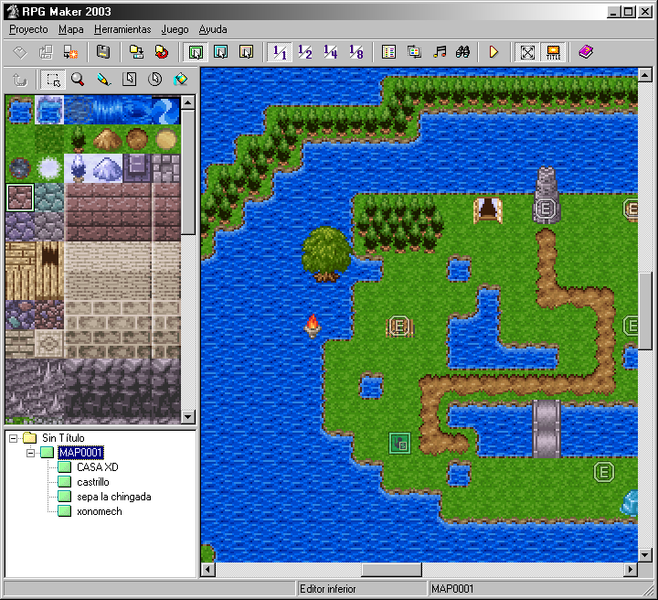 RPG Maker 2003
Proyecto Mapa Herramientas Juego Ayuda
1/1 1/2 1/4 1/8 TITLE
E
E
E
E
E
Sin Título
MAP0001
CASA XD
castrillo
sepa la chingada
xonomech
Editor inferior MAP0001